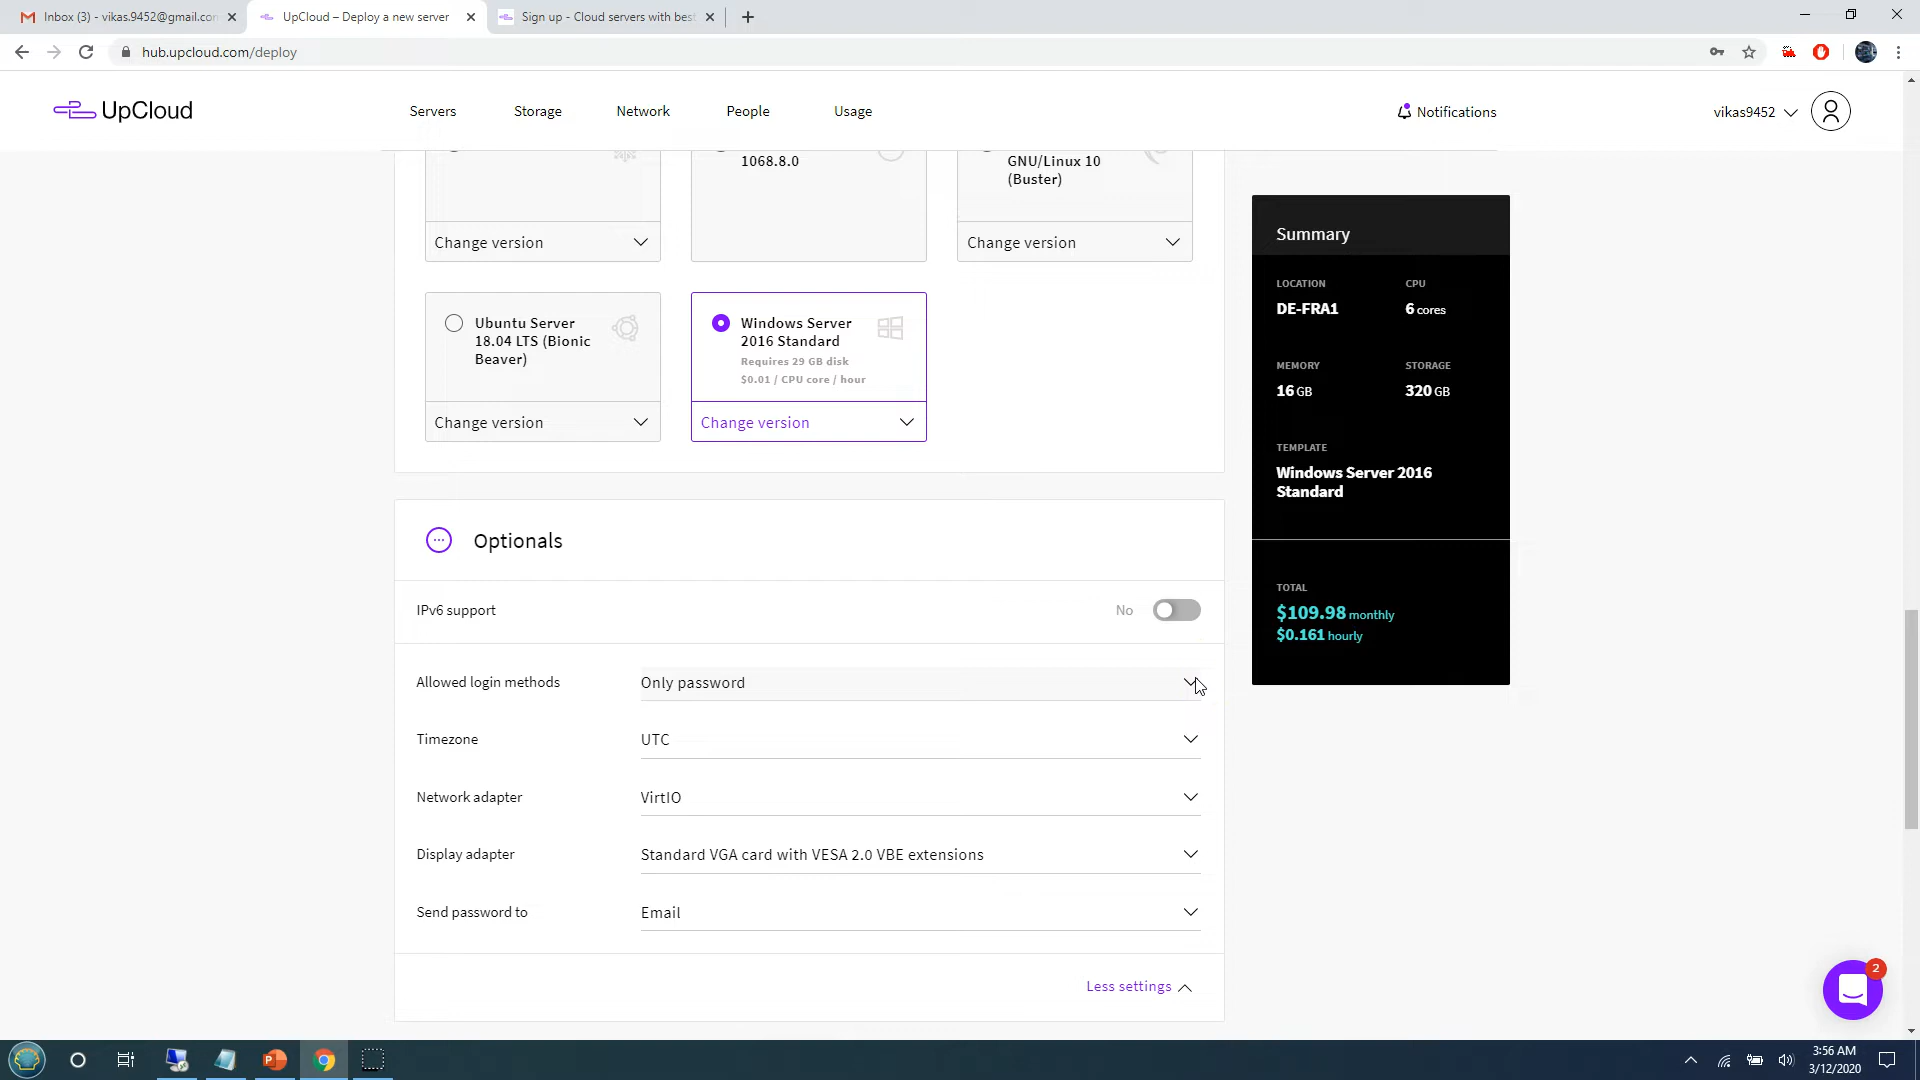 Inbox (3) - vikas.9452@gmail.con
UpCloud – Deploy a new server
Sign up - Cloud servers with best
hub.upcloud.com/deploy
UpCloud
Servers
Storage
Network
People
Usage
Notifications
vikas9452
1068.8.0
GNU/Linux 10
(Buster)
Change version
Change version
Ubuntu Server
18.04 LTS (Bionic
Beaver)
Change version
Windows Server
2016 Standard
Requires 29 GB disk
$0.01 / CPU core / hour
Change version
Summary
LOCATION
CPU
DE-FRA1
6 cores
MEMORY
STORAGE
16 GB
320 GB
TEMPLATE
Windows Server 2016
Standard
TOTAL
$109.98 monthly
$0.161 hourly
Optionals
IPv6 support
No
Allowed login methods
Only password
Timezone
UTC
Network adapter
VirtIO
Display adapter
Standard VGA card with VESA 2.0 VBE extensions
Send password to
Email
Less settings
2
3:56 AM
3/12/2020